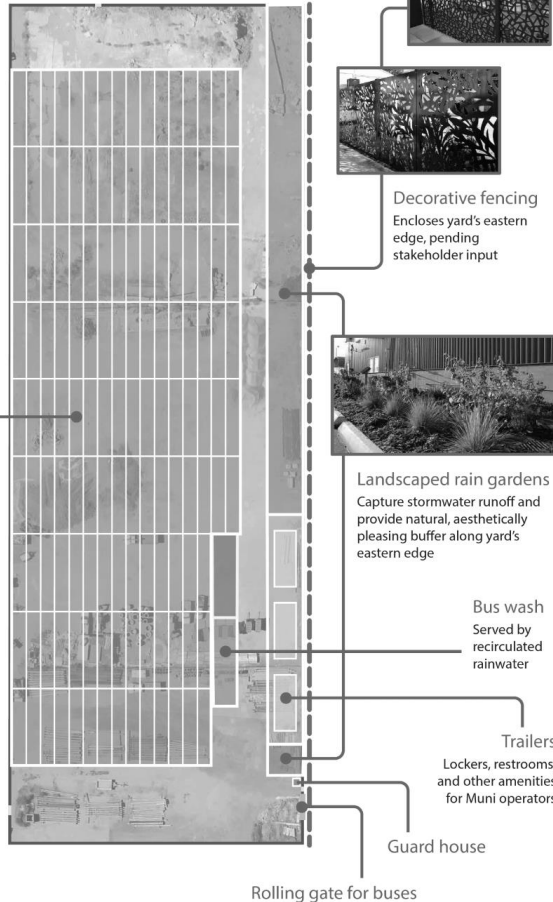 Decorative fencing
Encloses yard's eastern
edge, pending
stakeholder input
Landscaped rain gardens
Capture stormwater runoff and
provide natural, aesthetically
pleasing buffer along yard's
eastern edge
Bus wash
Served by
recirculated
rainwater
Trailers
Lockers, restrooms
and other amenities
for Muni operators
Guard house
Rolling gate for buses